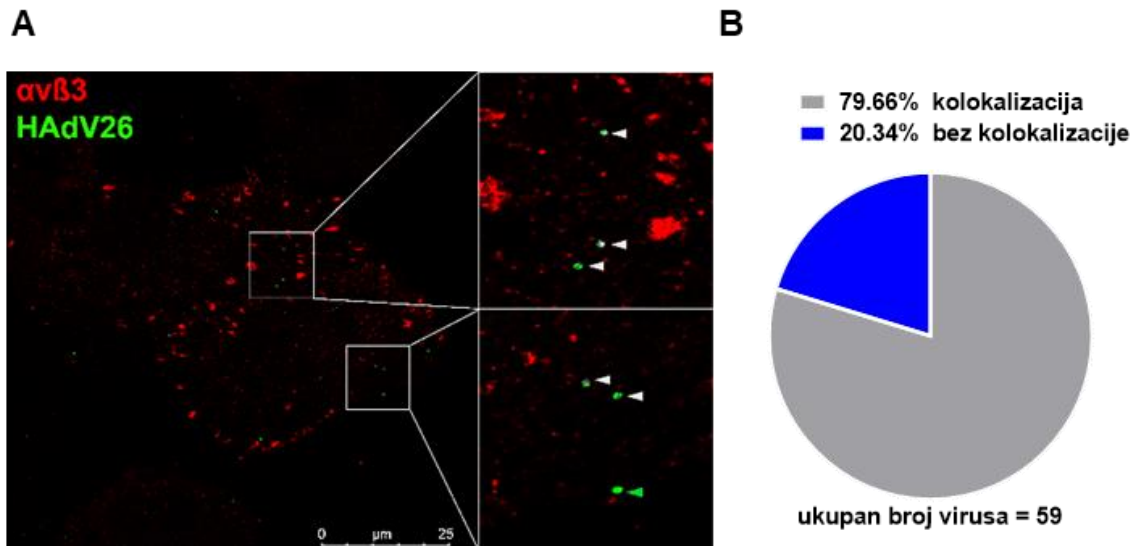 A
B
αvß3
HAdV26
0 µm 25
79.66% kolokalizacija
20.34% bez kolokalizacije
ukupan broj virusa = 59